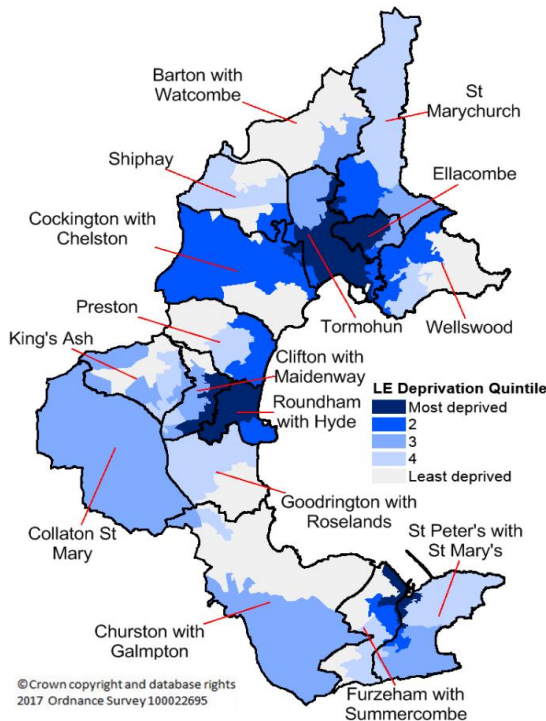 Barton with
Watcombe
St
Marychurch
Shiphay
Ellacombe
Cockington with
Chelston
Preston
Tormohun
Wellswood
King's Ash
Clifton with
Maidenway
Roundham
with Hyde
LE Deprivation Quintile
Most deprived
2
3
4
Least deprived
Goodrington with
Roselands
Collaton St
Mary
St Peter's with
St Mary's
Churston with
Galmpton
Furzeham with
Summercombe
©Crown copyright and database rights
2017 Ordnance Survey 100022695